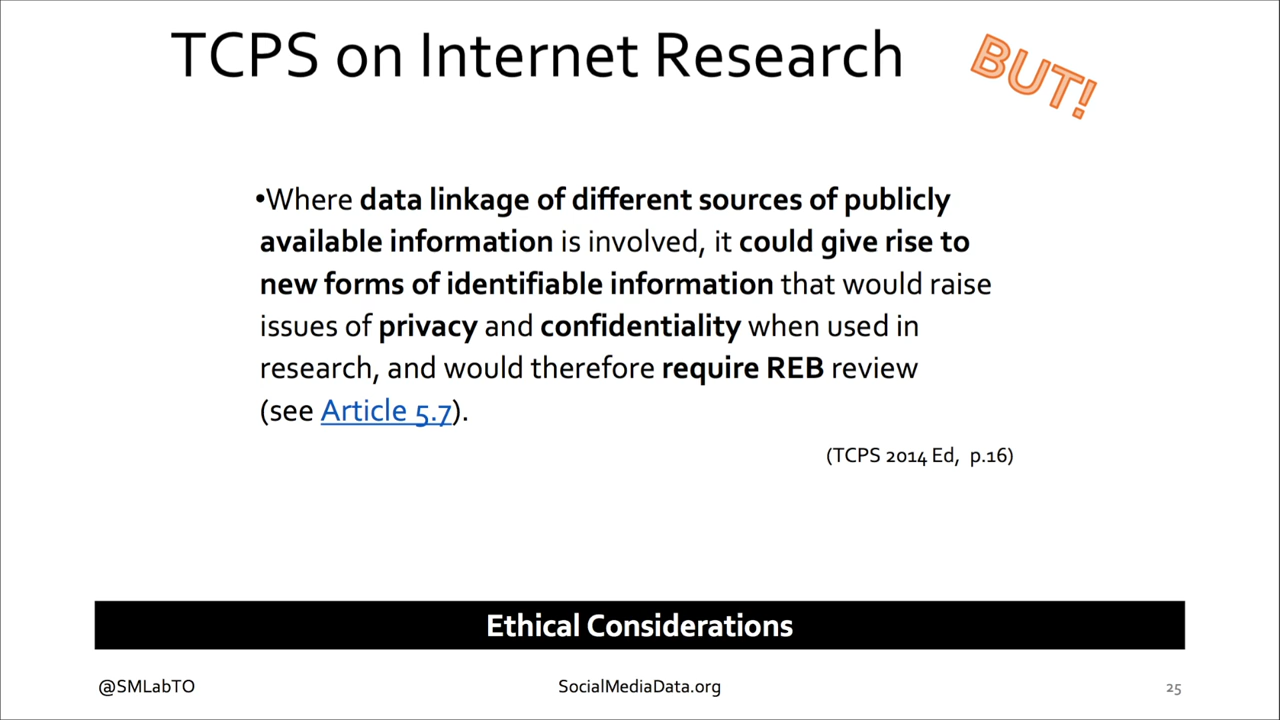 TCPS on Internet Research
BUT!
•Where data linkage of different sources of publicly
available information is involved, it could give rise to
new forms of identifiable information that would raise
issues of privacy and confidentiality when used in
research, and would therefore require REB review
(see Article 5.7).
(TCPS 2014 Ed, p.16)
Ethical Considerations
@SMLabTO
SocialMediaData.org
25